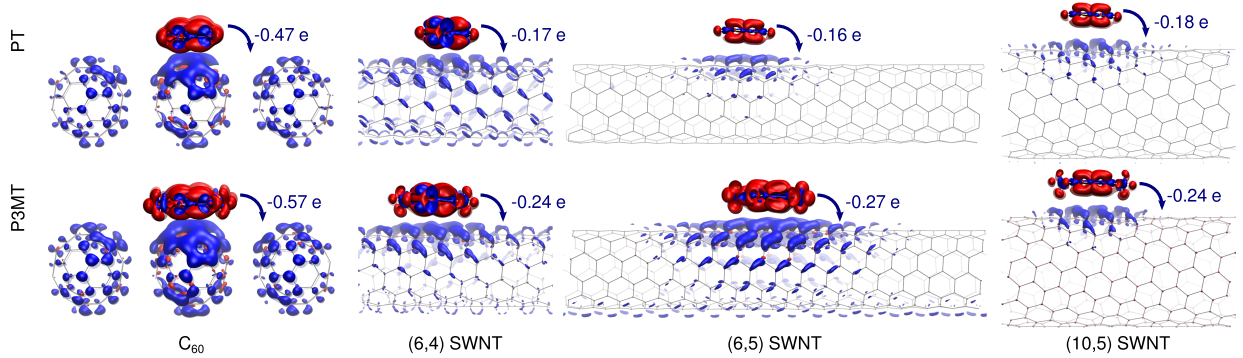 PT
-0.47 e
-0.17 e
-0.16 e
-0.18 e
P3MT
-0.57 e
-0.24 e
-0.27 e
-0.24 e
C₆₀
(6,4) SWNT
(6,5) SWNT
(10,5) SWNT